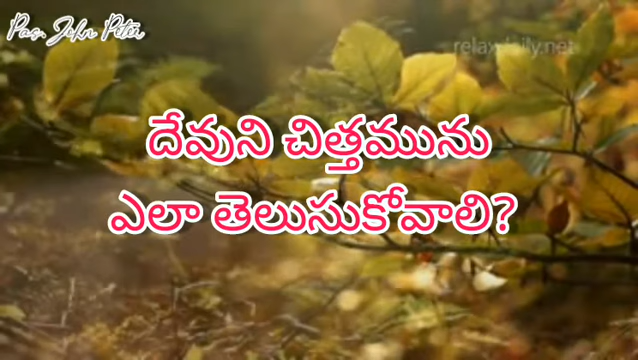 Pas. John Peter
relaxdaily.net
దేవుని చిత్తమును
ఎలా తెలుసుకోవాలి?